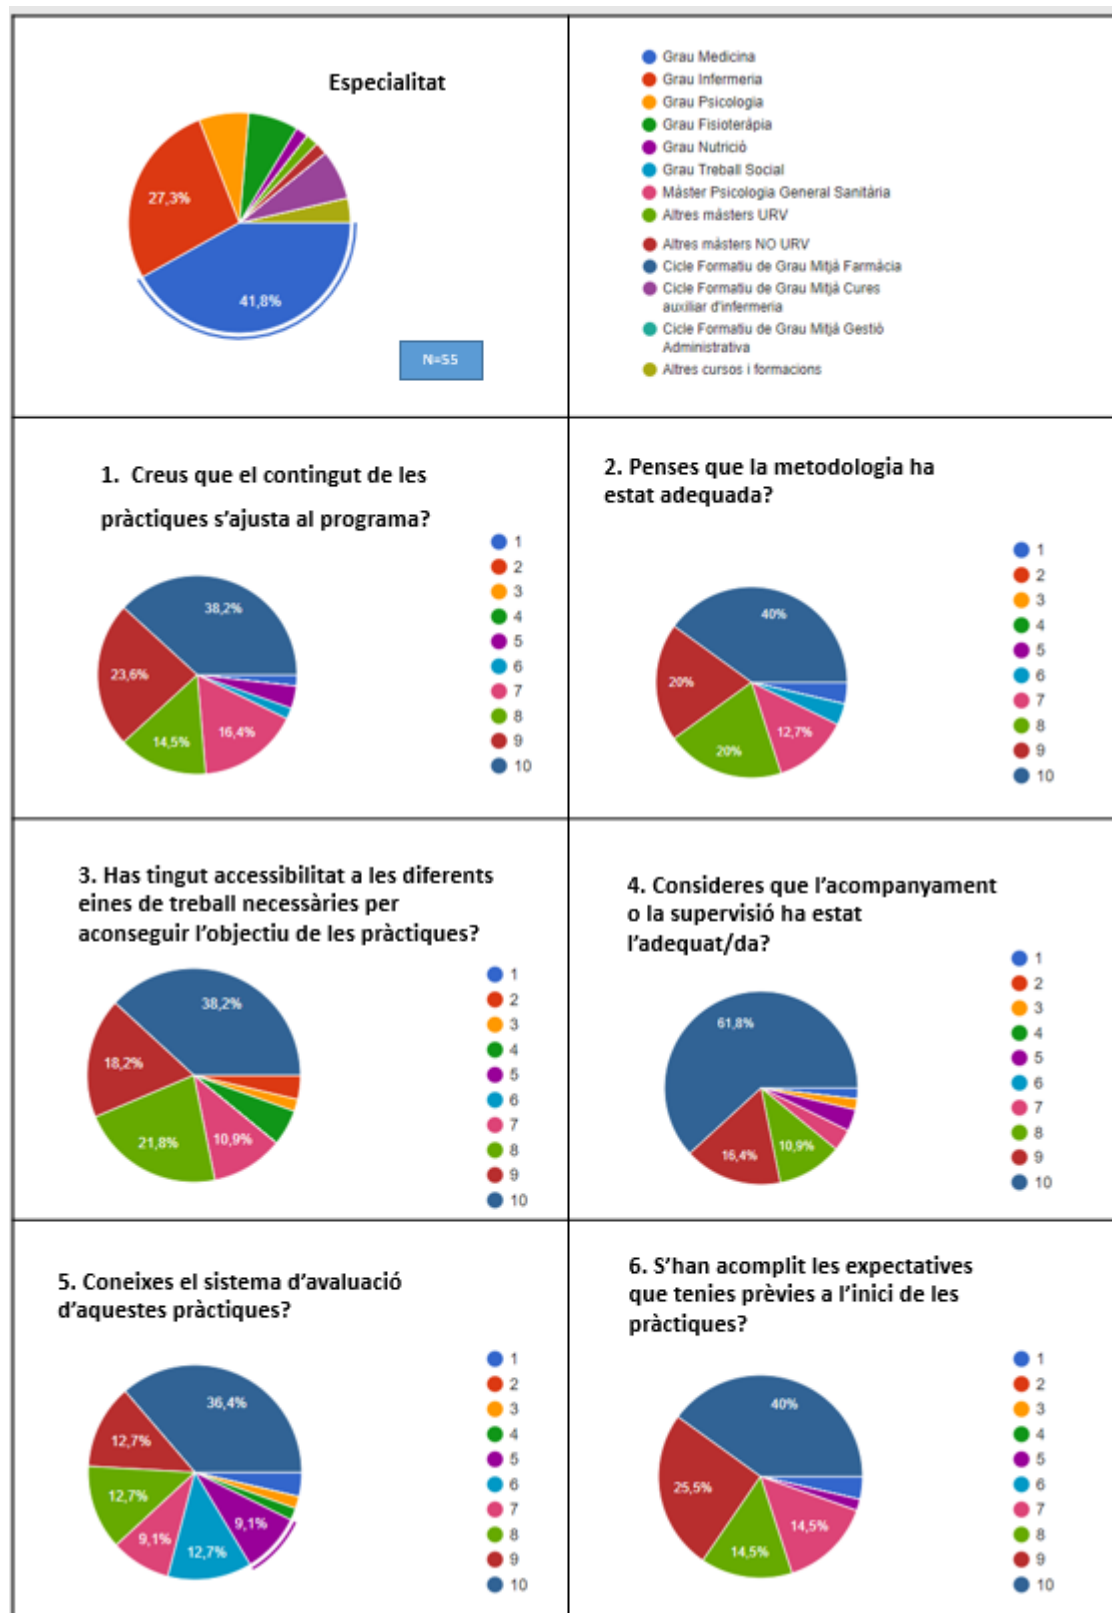 Especialitat
27,3%
41,8%
N=55
Grau Medicina
Grau Infermeria
Grau Psicologia
Grau Fisioteràpia
Grau Nutrició
Grau Treball Social
Màster Psicologia General Sanitària
Altres màsters URV
Altres màsters NO URV
Cicle Formatiu de Grau Mitjà Farmàcia
Cicle Formatiu de Grau Mitjà Cures
auxiliar d'infermeria
Cicle Formatiu de Grau Mitjà Gestió
Administrativa
Altres cursos i formacions
1. Creus que el contingut de les
pràctiques s'ajusta al programa?
38,2%
23,6%
14,5%
16,4%
1
2
3
4
5
6
7
8
9
10
2. Penses que la metodologia ha
estat adequada?
40%
20%
20%
12,7%
1
2
3
4
5
6
7
8
9
10
3. Has tingut accessibilitat a les diferents
eines de treball necessàries per
aconseguir l'objectiu de les pràctiques?
38,2%
18,2%
21,8%
10,9%
1
2
3
4
5
6
7
8
9
10
4. Consideres que l'acompanyament
o la supervisió ha estat
l'adequat/da?
61,8%
16,4%
10,9%
1
2
3
4
5
6
7
8
9
10
5. Coneixes el sistema d'avaluació
d'aquestes pràctiques?
36,4%
12,7%
12,7%
9,1%
12,7%
9,1%
1
2
3
4
5
6
7
8
9
10
6. S'han acomplit les expectatives
que tenies prèvies a l'inici de les
pràctiques?
40%
25,5%
14,5%
14,5%
1
2
3
4
5
6
7
8
9
10